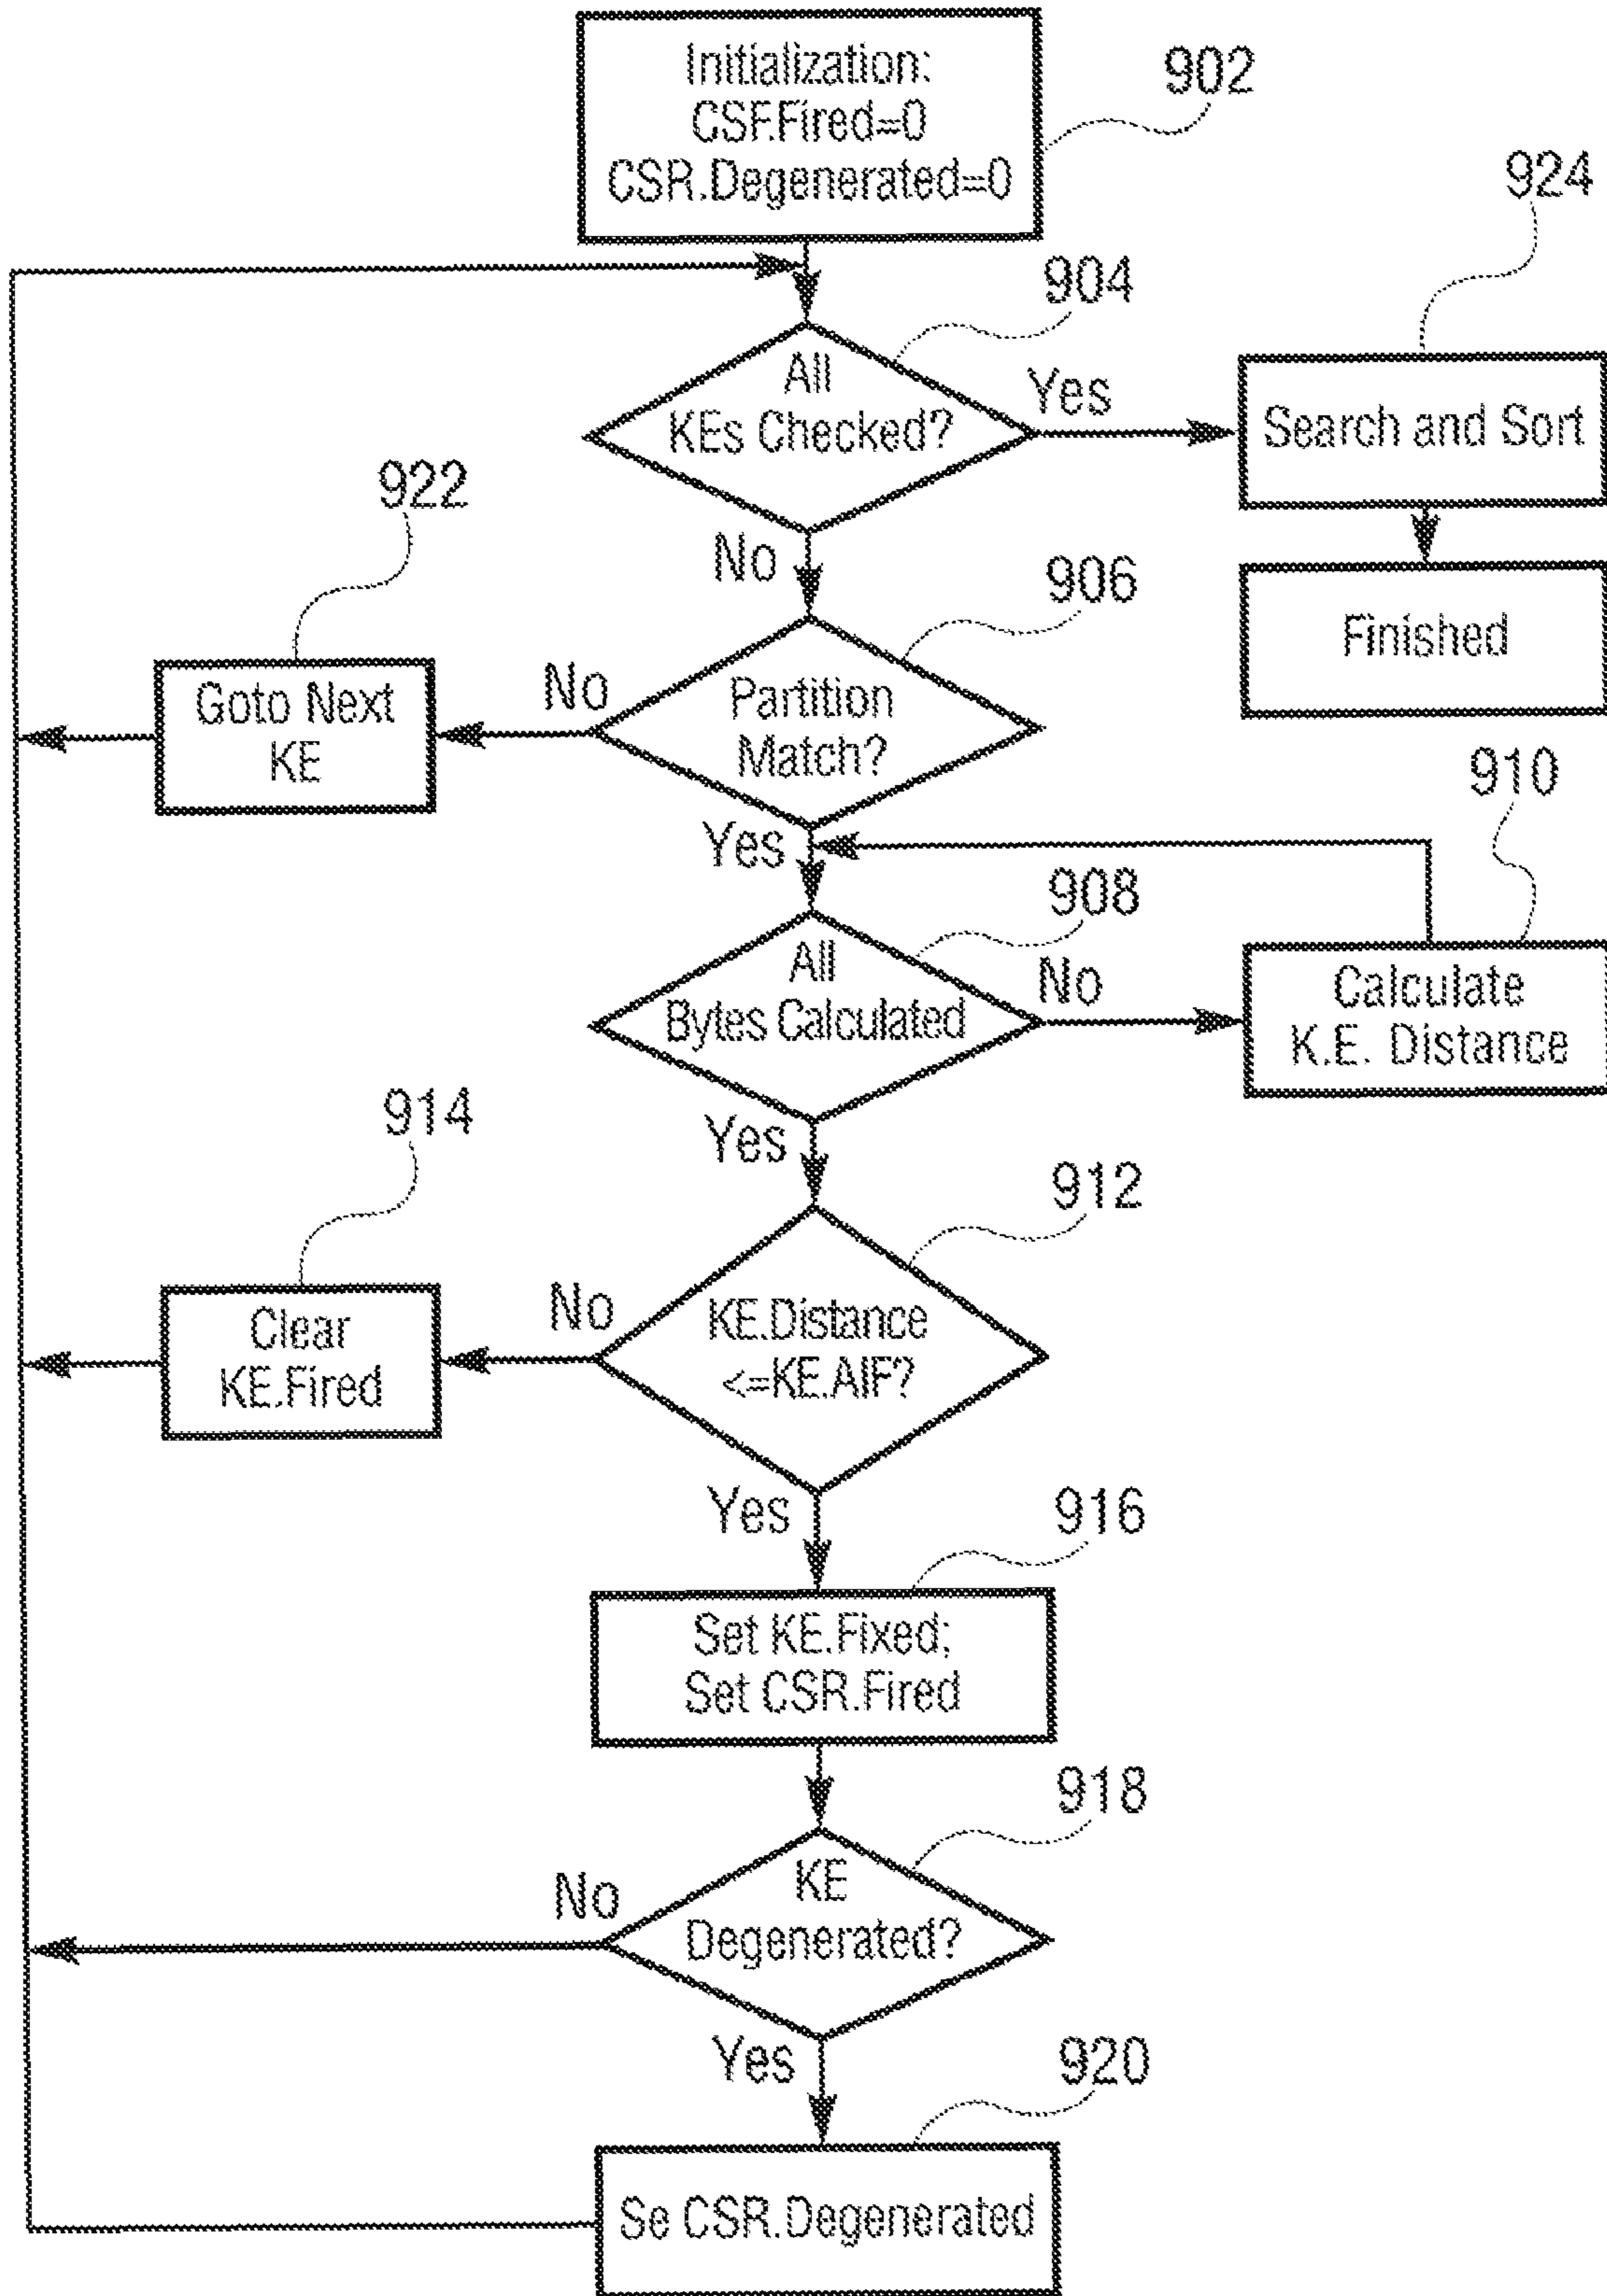 Initialization:
CSF.Fired=0
CSR.Degenerated=0
902
924
904
All
KEs Checked?
Yes
Search and Sort
922
No
906
Finished
Goto Next
KE
No
Partition
Match?
910
Yes
908
All
Bytes Calculated
No
Calculate
K.E. Distance
914
Yes
912
Clear
KE.Fired
No
KE.Distance
<=KE.AIF?
Yes
916
Set KE.Fixed;
Set CSR.Fired
918
No
KE
Degenerated?
Yes
920
Se CSR.Degenerated